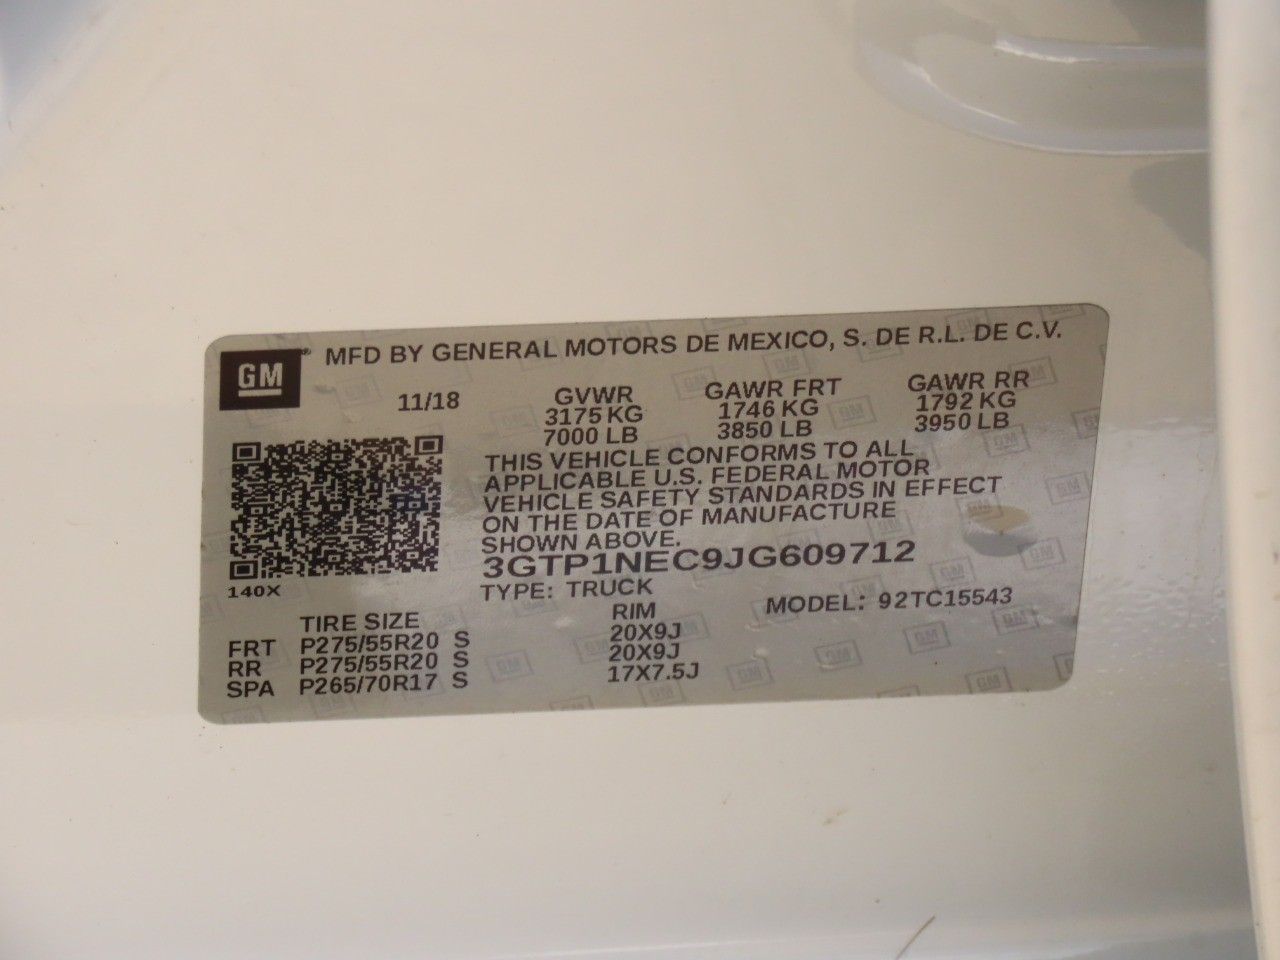 GM
MFD BY GENERAL MOTORS DE MEXICO, S. DE R.L. DE C.V.
11/18 GVWR GAWR FRT GAWR RR
3175 KG 1746 KG 1792 KG
7000 LB 3850 LB 3950 LB
THIS VEHICLE CONFORMS TO ALL
APPLICABLE U.S. FEDERAL MOTOR
VEHICLE SAFETY STANDARDS IN EFFECT
ON THE DATE OF MANUFACTURE
SHOWN ABOVE.
3GTP1NEC9JG609712
140X
TYPE: TRUCK MODEL: 92TC15543
TIRE SIZE RIM
FRT P275/55R20 S 20X9J
RR P275/55R20 S 20X9J
SPA P265/70R17 S 17X7.5J